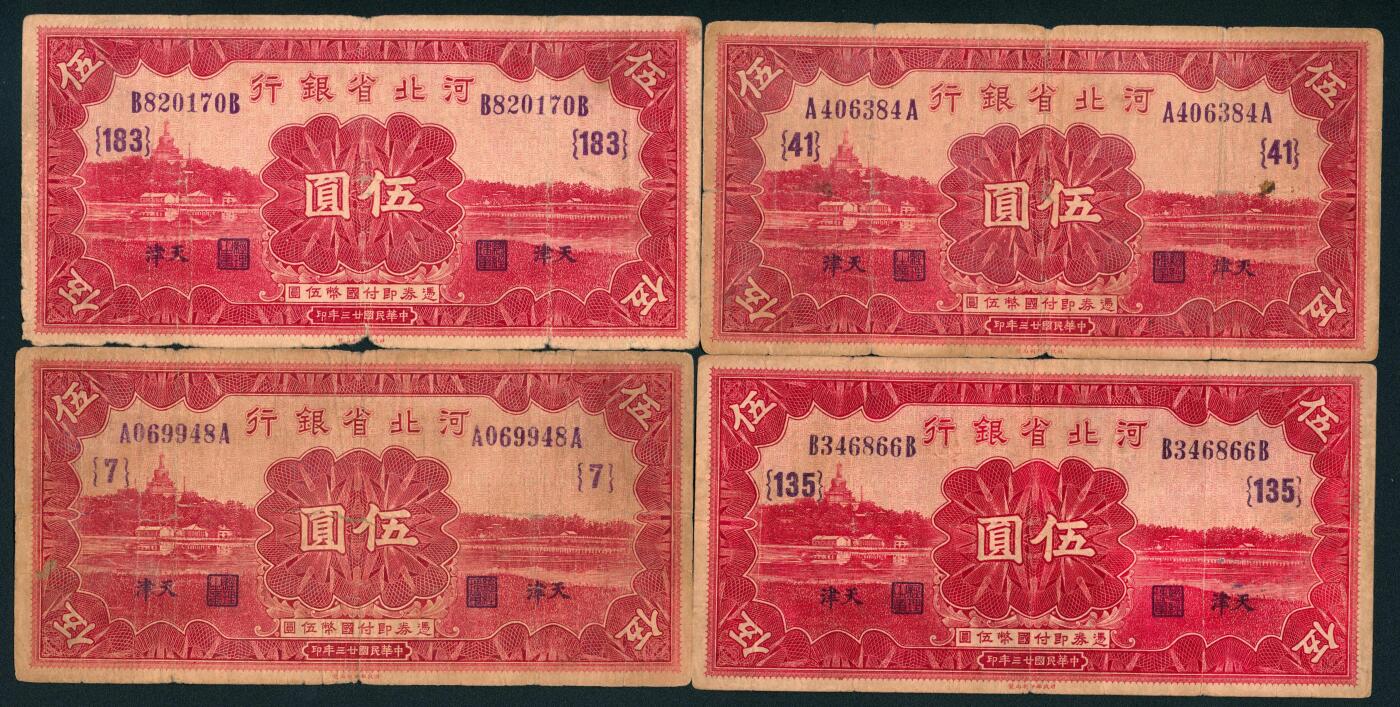 伍 伍
河北省銀行
B820170B B820170B
{183} {183}
伍圓
天津 天津
憑券即付國幣伍圓
伍 伍
中華民國廿三年印
伍 伍
河北省銀行
A406384A A406384A
{41} {41}
伍圓
天津 天津
憑券即付國幣伍圓
伍 伍
中華民國廿三年印
伍 伍
河北省銀行
A069948A A069948A
{7} {7}
伍圓
天津 天津
憑券即付國幣伍圓
伍 伍
中華民國廿三年印
伍 伍
河北省銀行
B346866B B346866B
{135} {135}
伍圓
天津 天津
憑券即付國幣伍圓
伍 伍
中華民國廿三年印